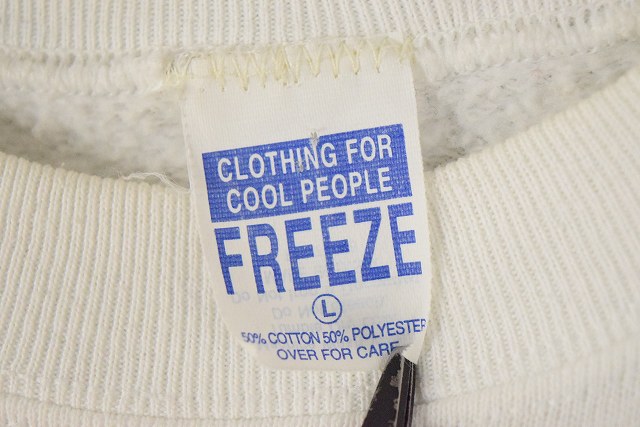 CLOTHING FOR
COOL PEOPLE
FREEZE
L
50% COTTON 50% POLYESTER
OVER FOR CARE